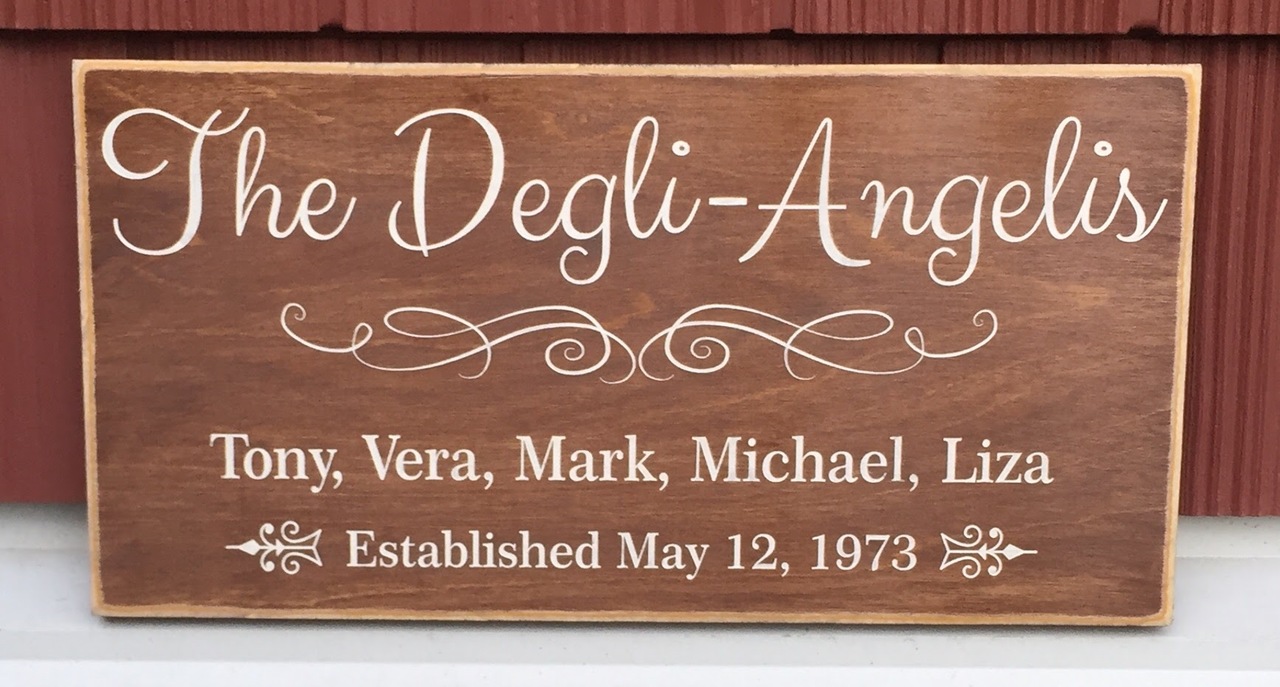 The Degli-Angelis
Tony, Vera, Mark, Michael, Liza
Established May 12, 1973